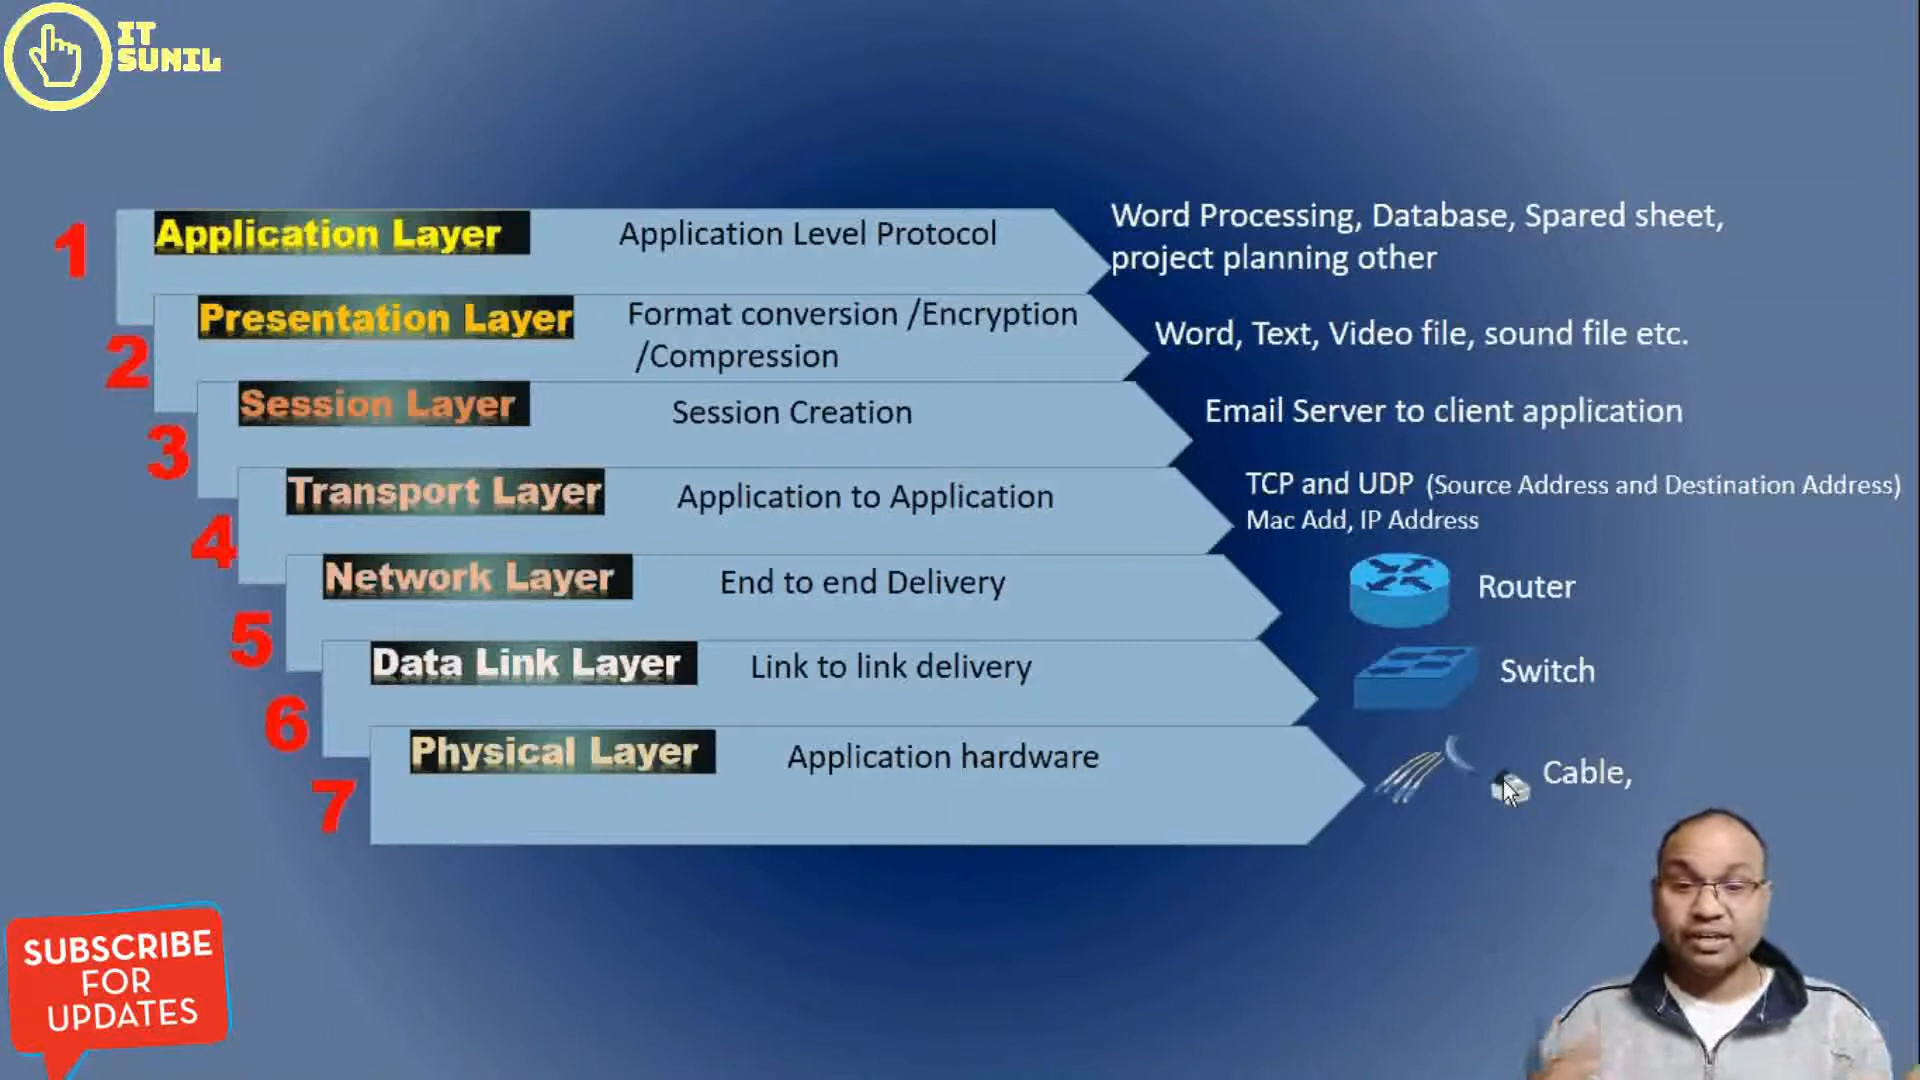 IT
SUNIL
1
Application Layer
Application Level Protocol
Word Processing, Database, Spared sheet,
project planning other
2
Presentation Layer
Format conversion /Encryption
/Compression
Word, Text, Video file, sound file etc.
3
Session Layer
Session Creation
Email Server to client application
4
Transport Layer
Application to Application
TCP and UDP (Source Address and Destination Address)
Mac Add, IP Address
5
Network Layer
End to end Delivery
Router
6
Data Link Layer
Link to link delivery
Switch
7
Physical Layer
Application hardware
Cable,
SUBSCRIBE
FOR
UPDATES